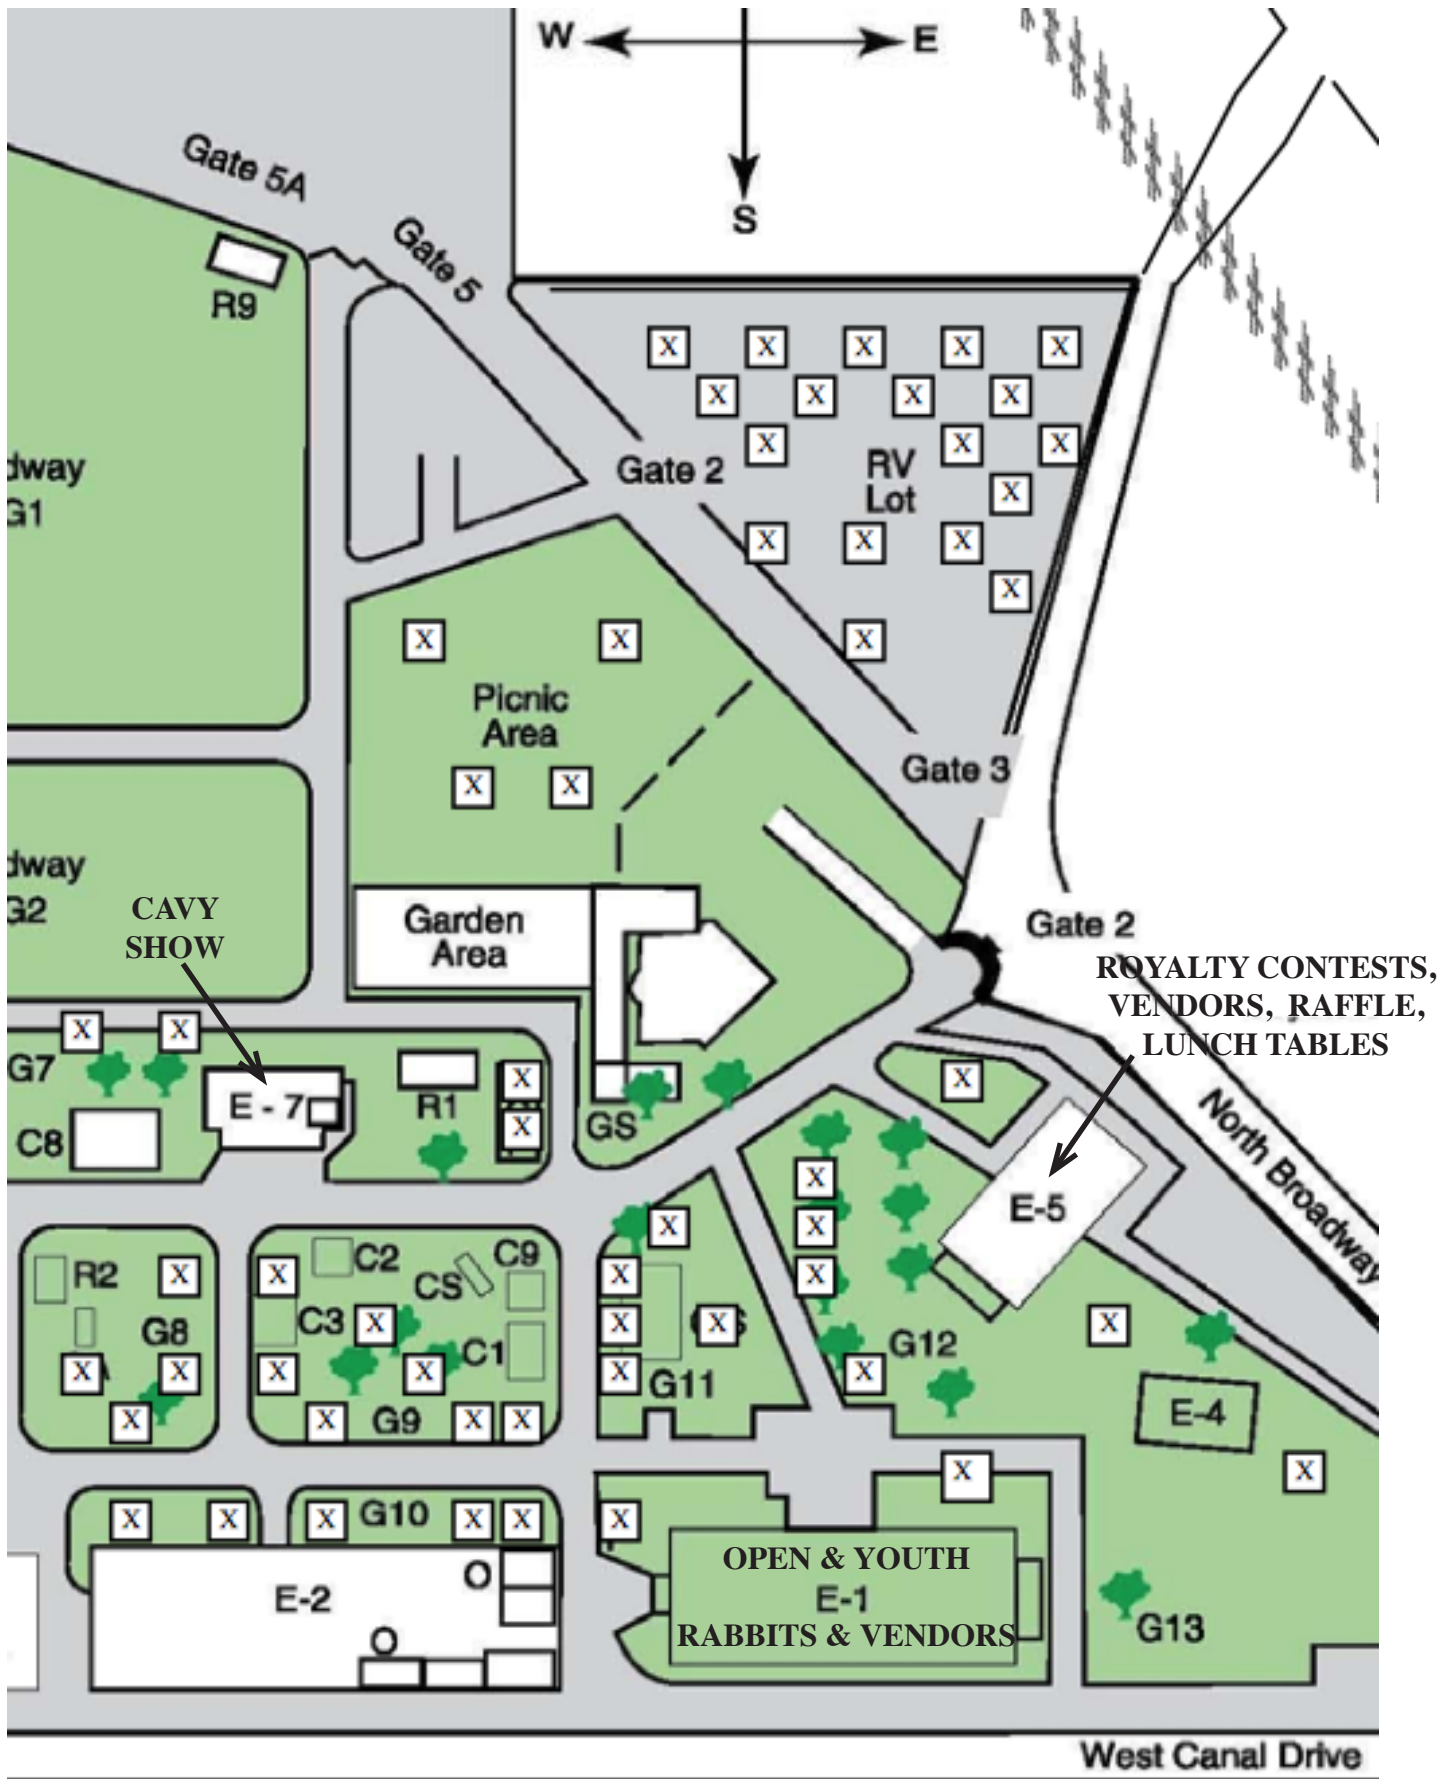 W
E
S
Gate 5A
Gate 5
R9
X X X X X
X X X X
X X X
RV
Lot
Gate 2
dway
G1
X
X X X
X
X X X
Picnic
Area
X X
Gate 3
dway
G2
CAVY
SHOW
Garden
Area
Gate 2
ROYALTY CONTESTS,
VENDORS, RAFFLE,
LUNCH TABLES
X X
G7
E - 7
R1
X
X
X
C8
GS
North Broadway
E-5
X
X
X
X
R2
X
X
C2
CS
C9
X
X
C3
X
G8
C1
X
X
X
G12
X
X X
X
X
X
G11
X
X
X
G9
X X
E-4
X
X
X X
X
G10
X X
X
E-2
O
O
OPEN & YOUTH
E-1
RABBITS & VENDORS
G13
West Canal Drive